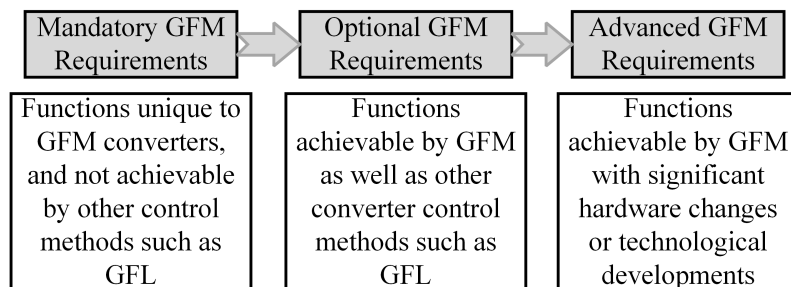 Mandatory GFM
Requirements
Optional GFM
Requirements
Advanced GFM
Requirements
Functions unique to
GFM converters,
and not achievable
by other control
methods such as
GFL
Functions
achievable by GFM
as well as other
converter control
methods such as
GFL
Functions
achievable by GFM
with significant
hardware changes
or technological
developments